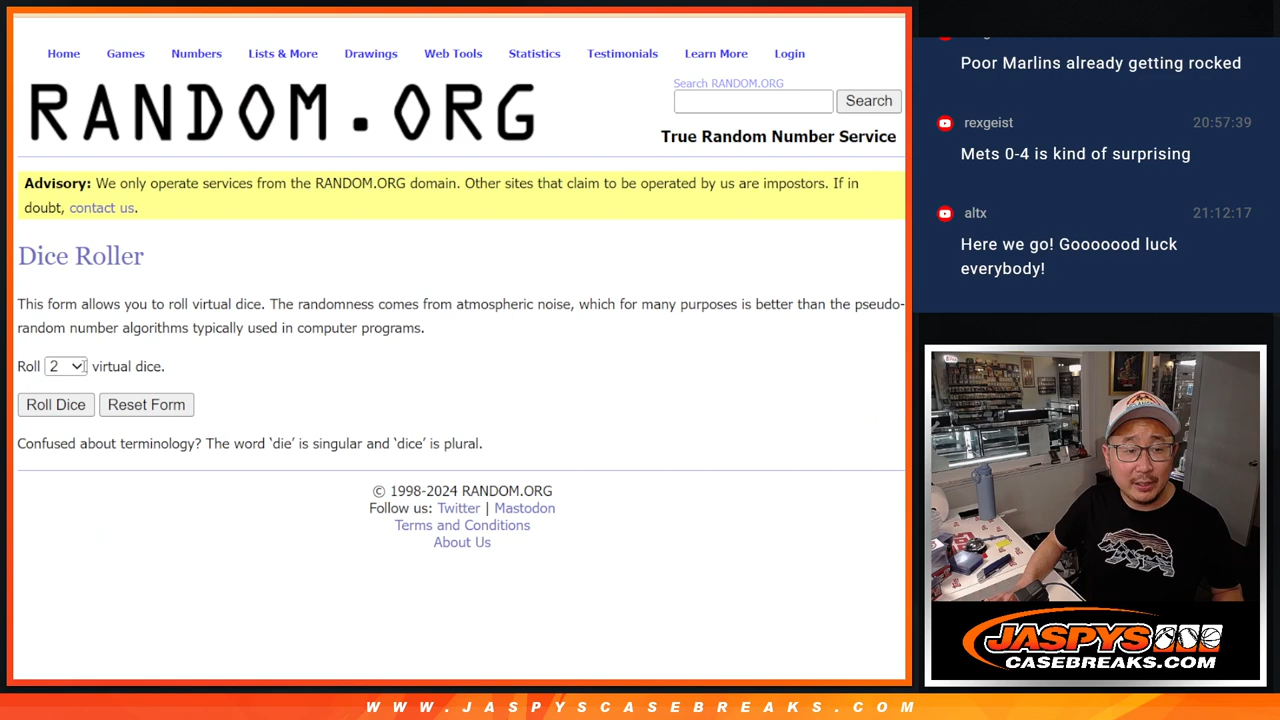 Home Games Numbers Lists & More Drawings Web Tools Statistics Testimonials Learn More Login
RANDOM.ORG
Search RANDOM.ORG
Search
True Random Number Service
Advisory: We only operate services from the RANDOM.ORG domain. Other sites that claim to be operated by us are impostors. If in
doubt, contact us.
Dice Roller
This form allows you to roll virtual dice. The randomness comes from atmospheric noise, which for many purposes is better than the pseudo-
random number algorithms typically used in computer programs.
Roll 2 virtual dice.
Roll Dice Reset Form
Confused about terminology? The word ‘die’ is singular and ‘dice’ is plural.
© 1998-2024 RANDOM.ORG
Follow us: Twitter | Mastodon
Terms and Conditions
About Us
Poor Marlins already getting rocked
rexgeist 20:57:39
Mets 0-4 is kind of surprising
altx 21:12:17
Here we go! Gooooood luck
everybody!
JASPYS
CASEBREAKS.COM
WWW.JASPYSCASEBREAKS.COM